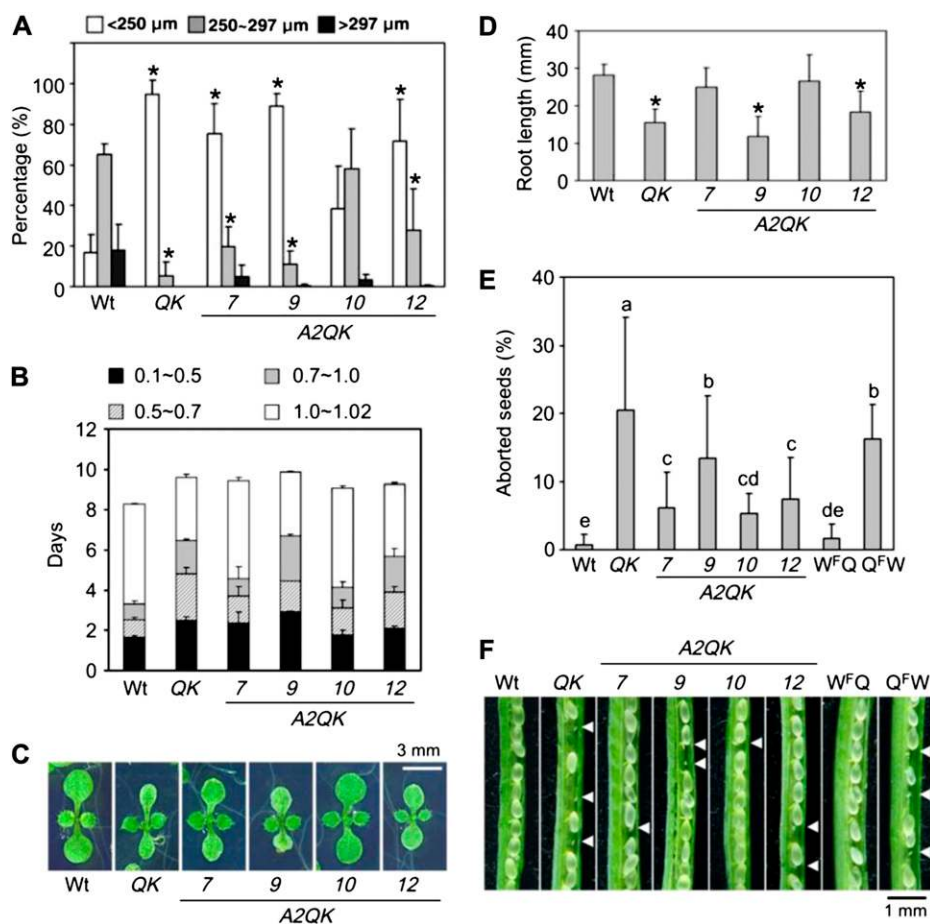 A
<250 μm 250~297 μm >297 μm
Percentage (%)
100
80
60
40
20
0
* * * * * * * *
Wt QK 7 9 10 12
A2QK
B
0.1~0.5 0.7~1.0
0.5~0.7 1.0~1.02
Days
12
10
8
6
4
2
0
Wt QK 7 9 10 12
A2QK
C
3 mm
Wt QK 7 9 10 12
A2QK
D
Root length (mm)
40
30
20
10
0
* * *
Wt QK 7 9 10 12
A2QK
E
Aborted seeds (%)
40
30
20
10
0
e a c b c cd c de b
Wt QK 7 9 10 12 WᶠQ QᶠW
A2QK
F
A2QK
Wt QK 7 9 10 12 WᶠQ QᶠW
1 mm